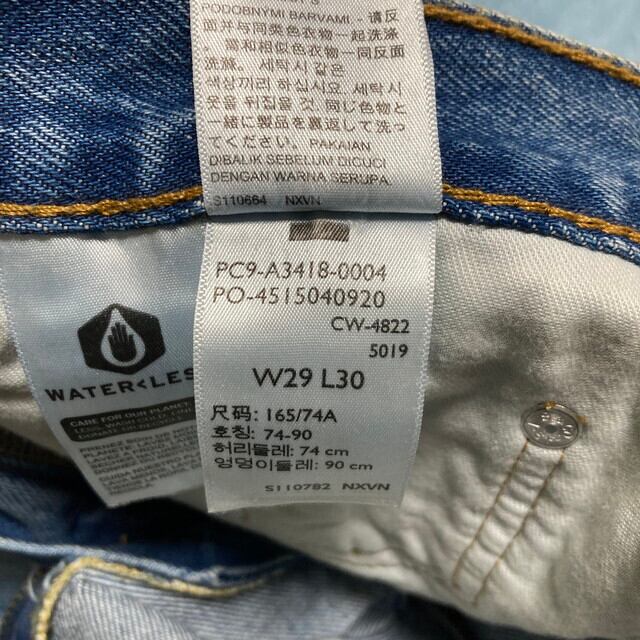 PODOBNYMI BARVAMI - 请反
面并与同类色衣物一起洗涤
需和相似色衣物一同反面
洗滌. 세탁시 같은
색상끼리 하십시요. 세탁시
옷을 뒤집을 것. 同じ色物と
一緒に製品を裏返して洗っ
てください. PAKAIAN
DIBALIK SEBELUM DICUCI
DENGAN WARNA SERUPA.
S110664 NXVN
PC9-A3418-0004
PO-4515040920
CW-4822
5019
W29 L30
尺码: 165/74A
호칭: 74-90
허리둘레: 74 cm
엉덩이둘레: 90 cm
S110782 NXVN
WATER<LES
CARE FOR OUR PLANET